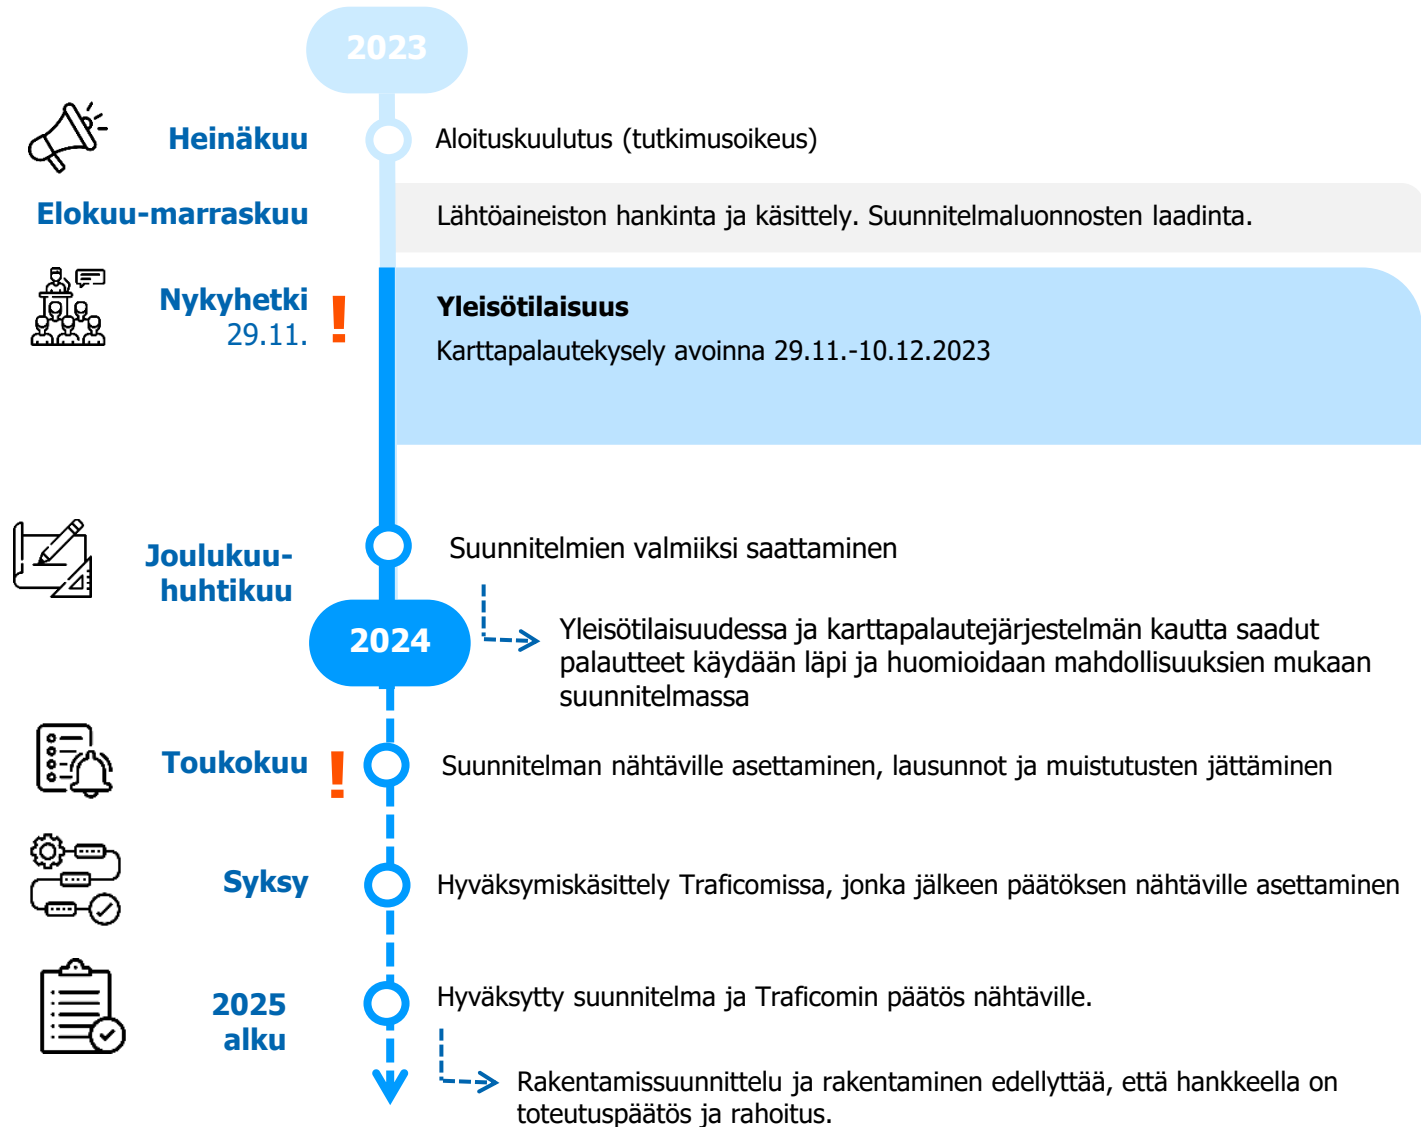 2023
Heinäkuu
Aloituskuulutus (tutkimusoikeus)
Elokuu-marraskuu
Lähtöaineiston hankinta ja käsittely. Suunnitelmaluonnosten laadinta.
Nykyhetki
29.11.
!
Yleisötilaisuus
Karttapalautekysely avoinna 29.11.-10.12.2023
Joulukuu-
huhtikuu
Suunnitelmien valmiiksi saattaminen
2024
Yleisötilaisuudessa ja karttapalautejärjestelmän kautta saadut
palautteet käydään läpi ja huomioidaan mahdollisuuksien mukaan
suunnitelmassa
Toukokuu
!
Suunnitelman nähtäville asettaminen, lausunnot ja muistutusten jättäminen
Syksy
Hyväksymiskäsittely Traficomissa, jonka jälkeen päätöksen nähtäville asettaminen
2025
alku
Hyväksytty suunnitelma ja Traficomin päätös nähtäville.
Rakentamissuunnittelu ja rakentaminen edellyttää, että hankkeella on
toteutuspäätös ja rahoitus.